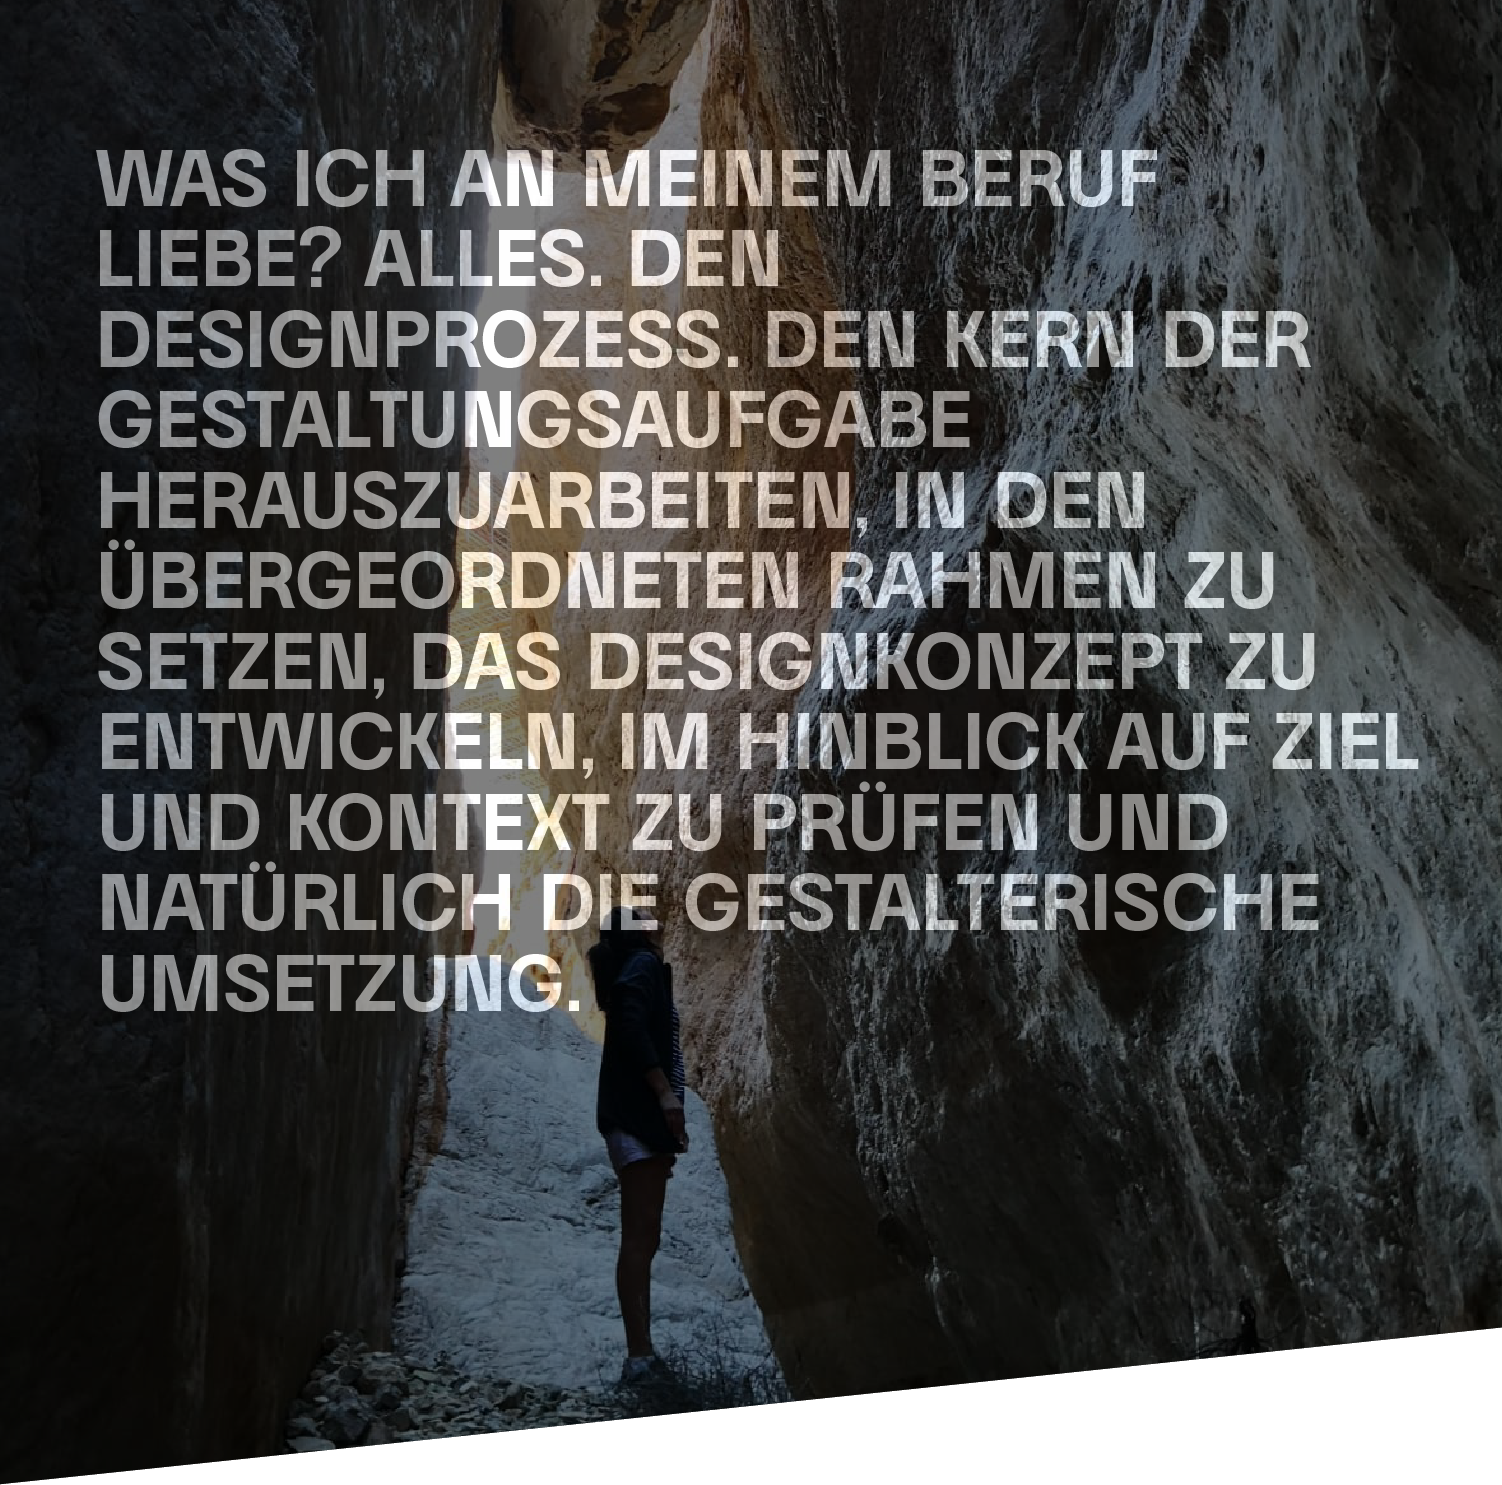 WAS ICH AN MEINEM BERUF
LIEBE? ALLES. DEN
DESIGNPROZESS. DEN KERN DER
GESTALTUNGSAUFGABE
HERAUSZUARBEITEN, IN DEN
ÜBERGEORDNETEN RAHMEN ZU
SETZEN, DAS DESIGNKONZEPT ZU
ENTWICKELN, IM HINBLICK AUF ZIEL
UND KONTEXT ZU PRÜFEN UND
NATÜRLICH DIE GESTALTERISCHE
UMSETZUNG.